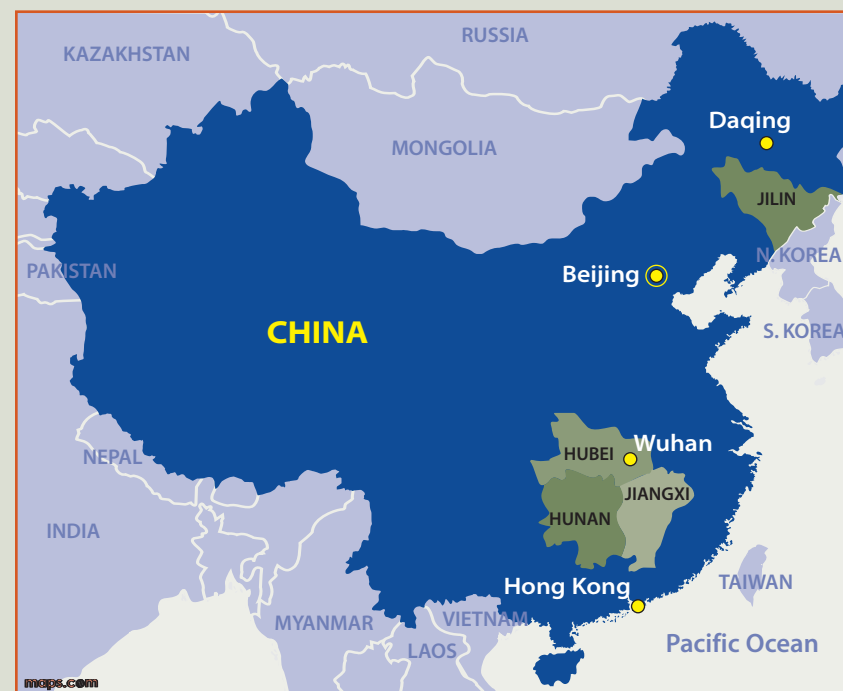 RUSSIA
KAZAKHSTAN
Daqing
MONGOLIA
JILIN
N. KOREA
PAKISTAN
Beijing
CHINA
S. KOREA
Wuhan
HUBEI
NEPAL
JIANGXI
HUNAN
INDIA
TAIWAN
Hong Kong
VIETNAM
MYANMAR
Pacific Ocean
LAOS
maps.com